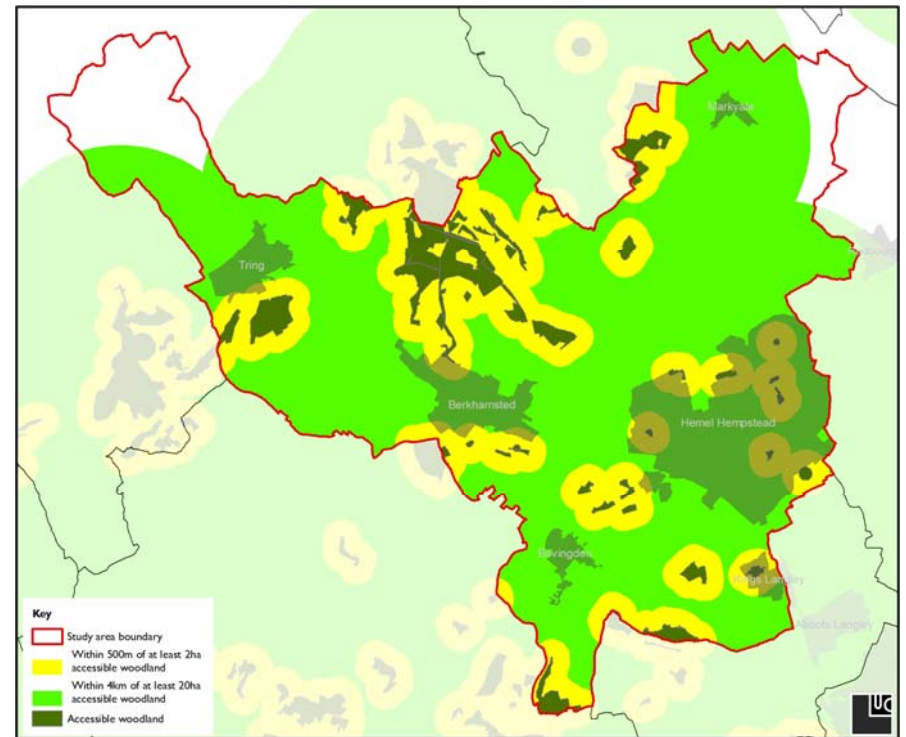 Markyate
Tring
Berkhamsted
Hemel Hempstead
Bovingdon
Kings Langley
Abbots Langley
Key
Study area boundary
Within 500m of at least 2ha
accessible woodland
Within 4km of at least 20ha
accessible woodland
Accessible woodland
LUC